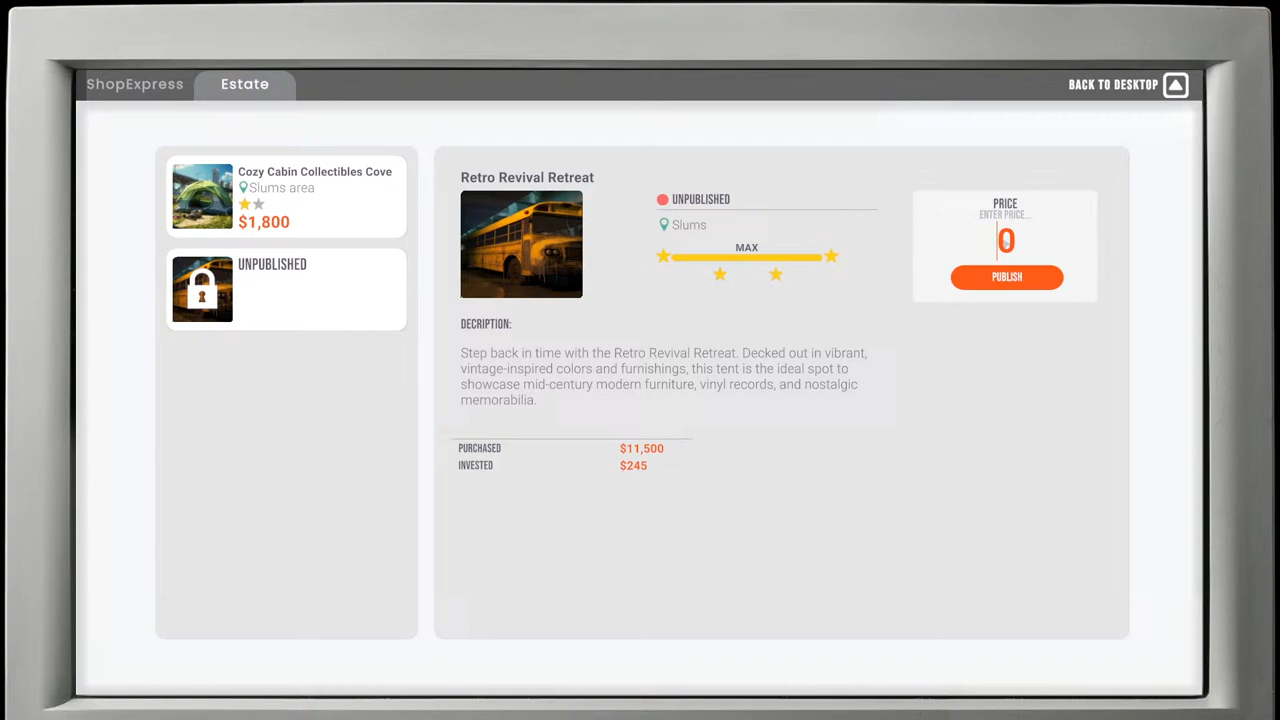 ShopExpress
Estate
BACK TO DESKTOP
Cozy Cabin Collectibles Cove
Slums area
$1,800
UNPUBLISHED
Retro Revival Retreat
UNPUBLISHED
Slums
MAX
PRICE
ENTER PRICE...
0
PUBLISH
DECRIPTION:
Step back in time with the Retro Revival Retreat. Decked out in vibrant,
vintage-inspired colors and furnishings, this tent is the ideal spot to
showcase mid-century modern furniture, vinyl records, and nostalgic
memorabilia.
PURCHASED $11,500
INVESTED $245